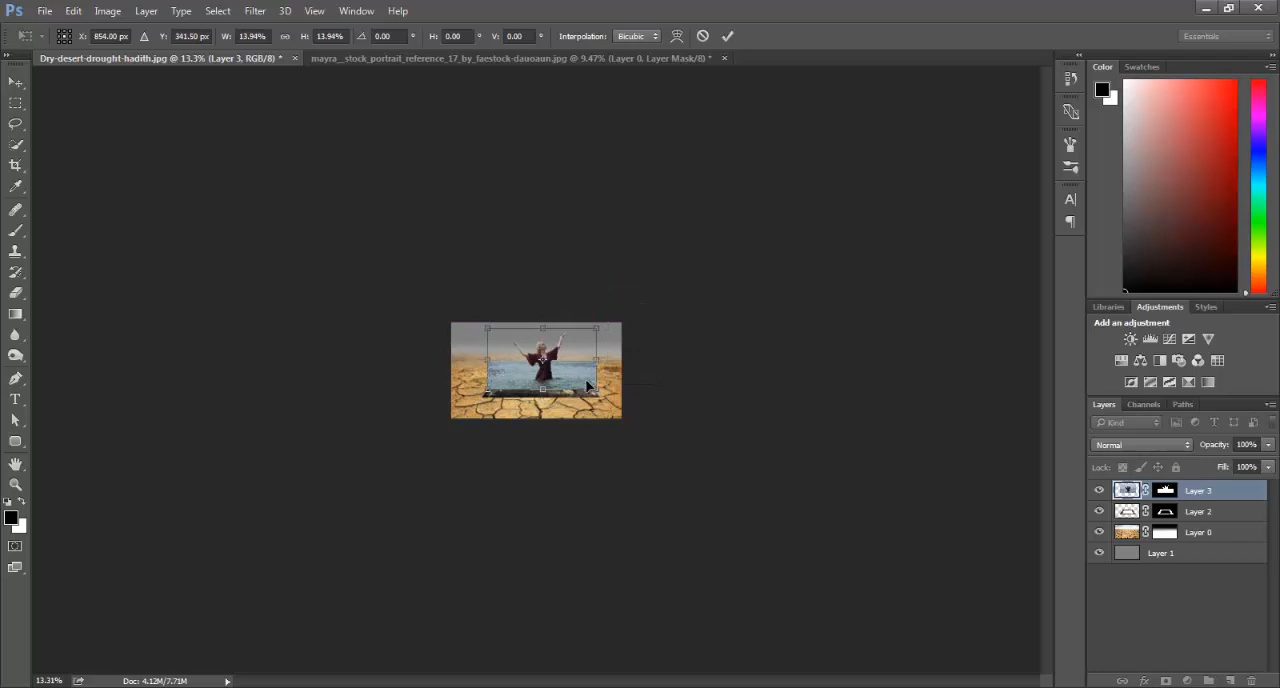 Ps File Edit Image Layer Type Select Filter 3D View Window Help
X: 854.00 px Y: 341.50 px W: 13.94% H: 13.94% 0.00 ° H: 0.00 ° V: 0.00 ° Interpolation: Bicubic Essentials
Dry-desert-drought-hadith.jpg @ 13.3% (Layer 3, RGB/8) * × mayra__stock_portrait_reference_17_by_faestock-dauoaun.jpg @ 9.47% (Layer 0, Layer Mask/8) * ×
Color Swatches
Libraries Adjustments Styles
Add an adjustment
Layers Channels Paths
Kind
Normal Opacity: 100%
Lock: Fill: 100%
Layer 3
Layer 2
Layer 0
Layer 1
13.31% Doc: 4.12M/7.71M